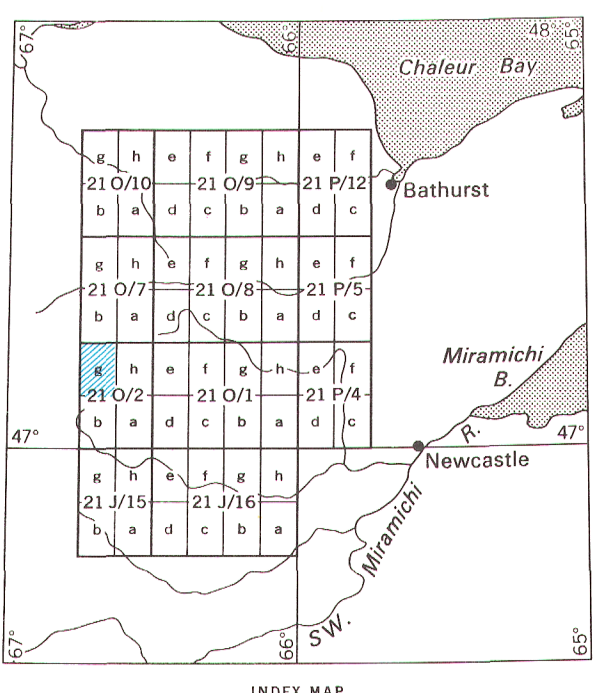 67° 66° 48° 65°
Chaleur Bay
g h e f g h e f
21 O/10 21 O/9 21 P/12
Bathurst
b a d c b a d c
g h e f g h e f
21 O/7 21 O/8 21 P/5
b a d c b a d c
Miramichi
B.
g h e f g h e f
21 O/2 21 O/1 21 P/4
b a d c b a d c
47° R. 47°
Newcastle
g h e f g h
21 J/15 21 J/16
b a d c b a
Miramichi
SW.
67° 66° 65°
INDEX MAP